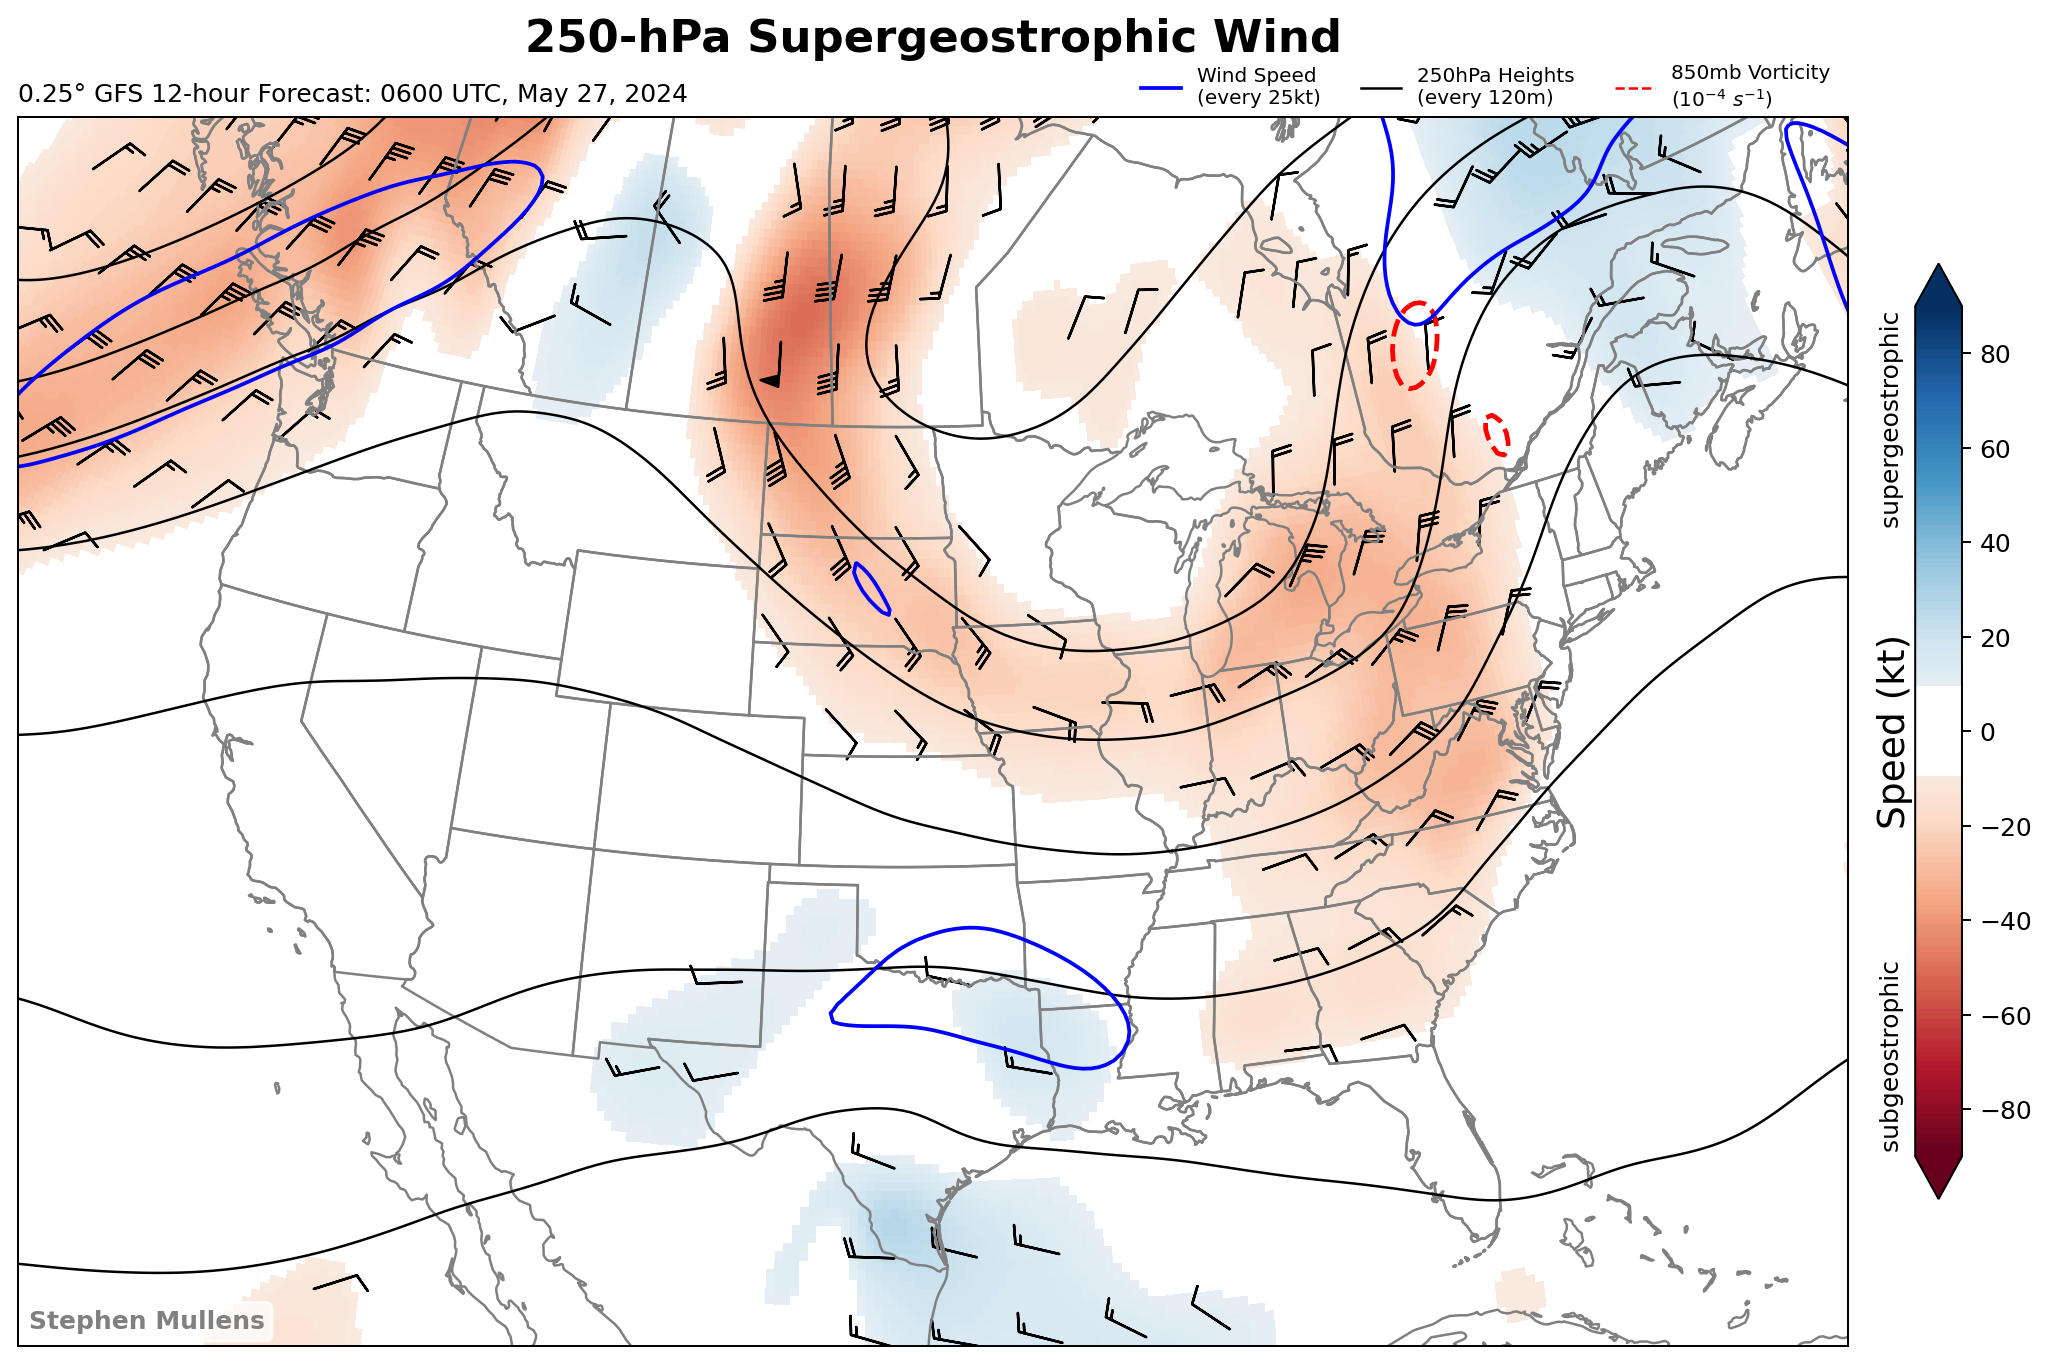 250-hPa Supergeostrophic Wind
0.25° GFS 12-hour Forecast: 0600 UTC, May 27, 2024
Wind Speed
(every 25kt)
250hPa Heights
(every 120m)
850mb Vorticity
(10⁻⁴ s⁻¹)
supergeostrophic
Speed (kt)
subgeostrophic
80
60
40
20
0
−20
−40
−60
−80
Stephen Mullens